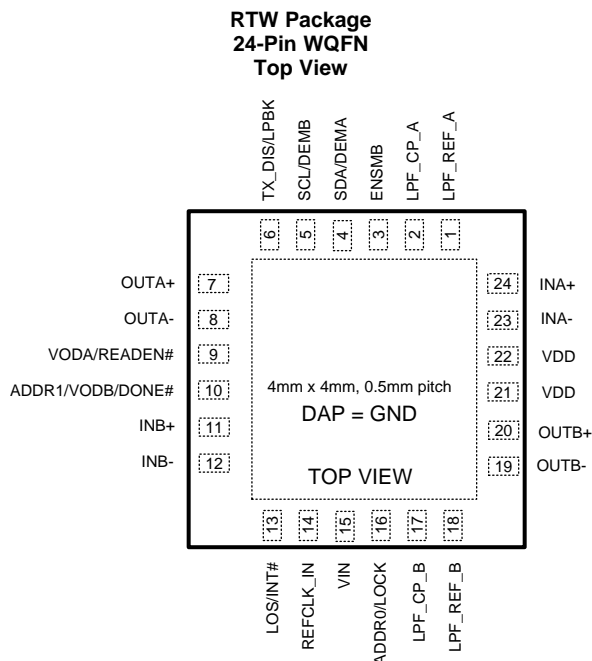 RTW Package
24-Pin WQFN
Top View
TX_DIS/LPBK
SCL/DEMB
SDA/DEMA
ENSMB
LPF_CP_A
LPF_REF_A
6
5
4
3
2
1
OUTA+
7
OUTA-
8
VODA/READEN#
9
ADDR1/VODB/DONE#
10
INB+
11
INB-
12
4mm x 4mm, 0.5mm pitch
DAP = GND
TOP VIEW
24
INA+
23
INA-
22
VDD
21
VDD
20
OUTB+
19
OUTB-
13
14
15
16
17
18
LOS/INT#
REFCLK_IN
VIN
ADDR0/LOCK
LPF_CP_B
LPF_REF_B